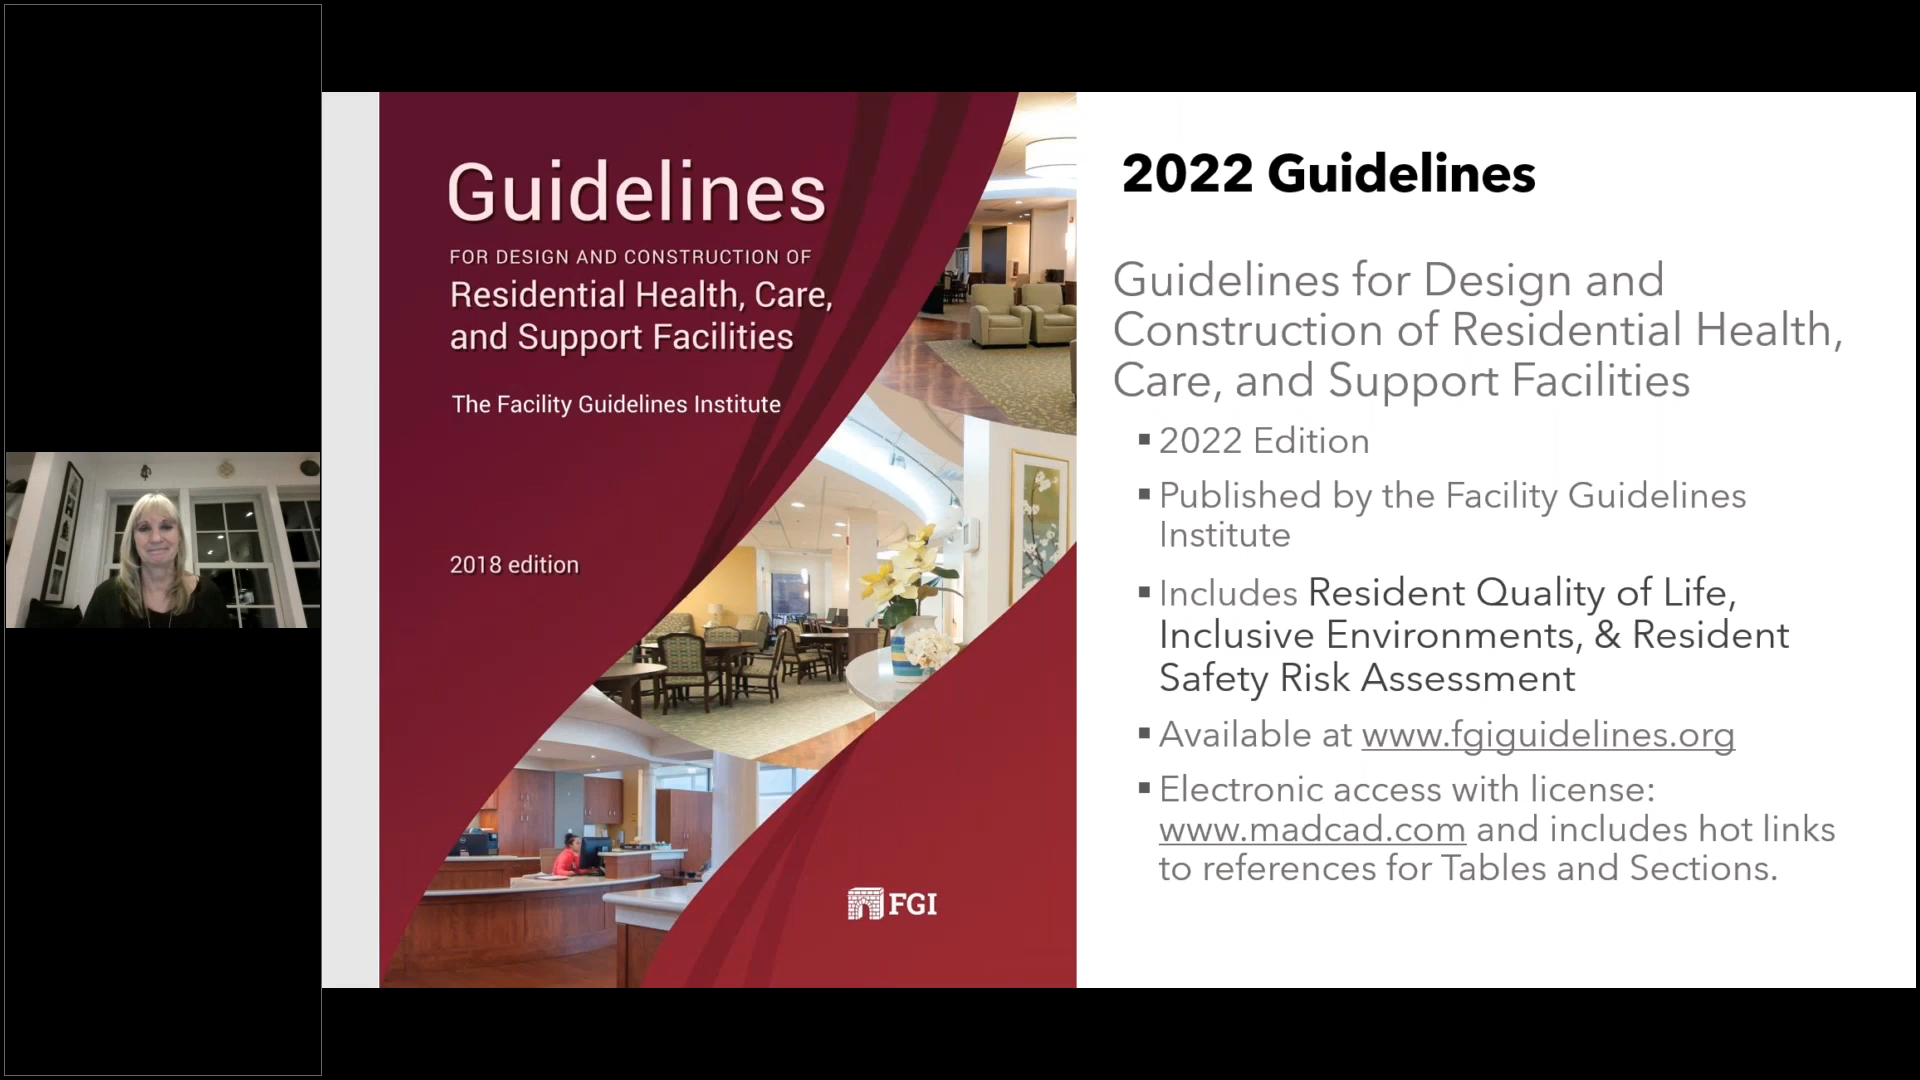 Guidelines
FOR DESIGN AND CONSTRUCTION OF
Residential Health, Care,
and Support Facilities
The Facility Guidelines Institute
2018 edition
FGI
2022 Guidelines
Guidelines for Design and
Construction of Residential Health,
Care, and Support Facilities
▪ 2022 Edition
▪ Published by the Facility Guidelines
Institute
▪ Includes Resident Quality of Life,
Inclusive Environments, & Resident
Safety Risk Assessment
▪ Available at www.fgiguidelines.org
▪ Electronic access with license:
www.madcad.com and includes hot links
to references for Tables and Sections.